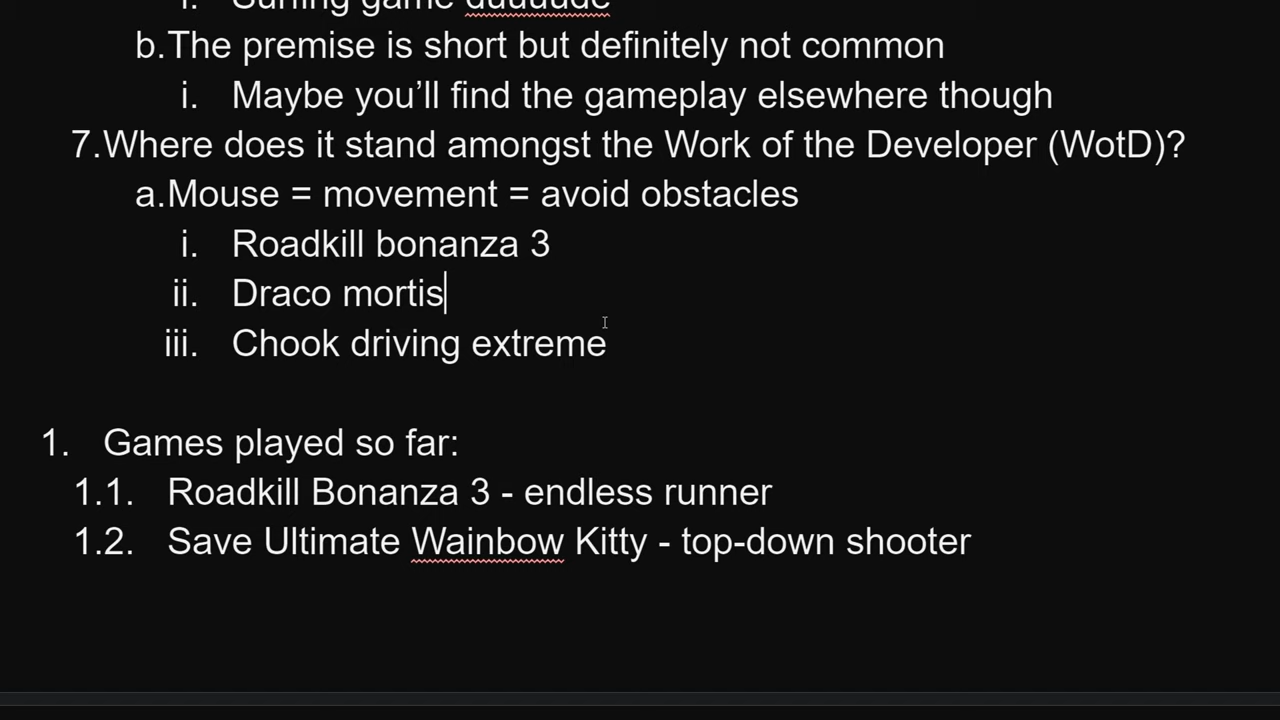 i. Surfing game duuuude
b.The premise is short but definitely not common
i. Maybe you’ll find the gameplay elsewhere though
7.Where does it stand amongst the Work of the Developer (WotD)?
a.Mouse = movement = avoid obstacles
i. Roadkill bonanza 3
ii. Draco mortis
iii. Chook driving extreme
1. Games played so far:
1.1. Roadkill Bonanza 3 - endless runner
1.2. Save Ultimate Wainbow Kitty - top-down shooter